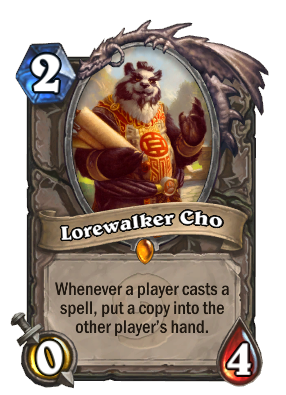 2
Lorewalker Cho
Whenever a player casts a
spell, put a copy into the
other player's hand.
0
4